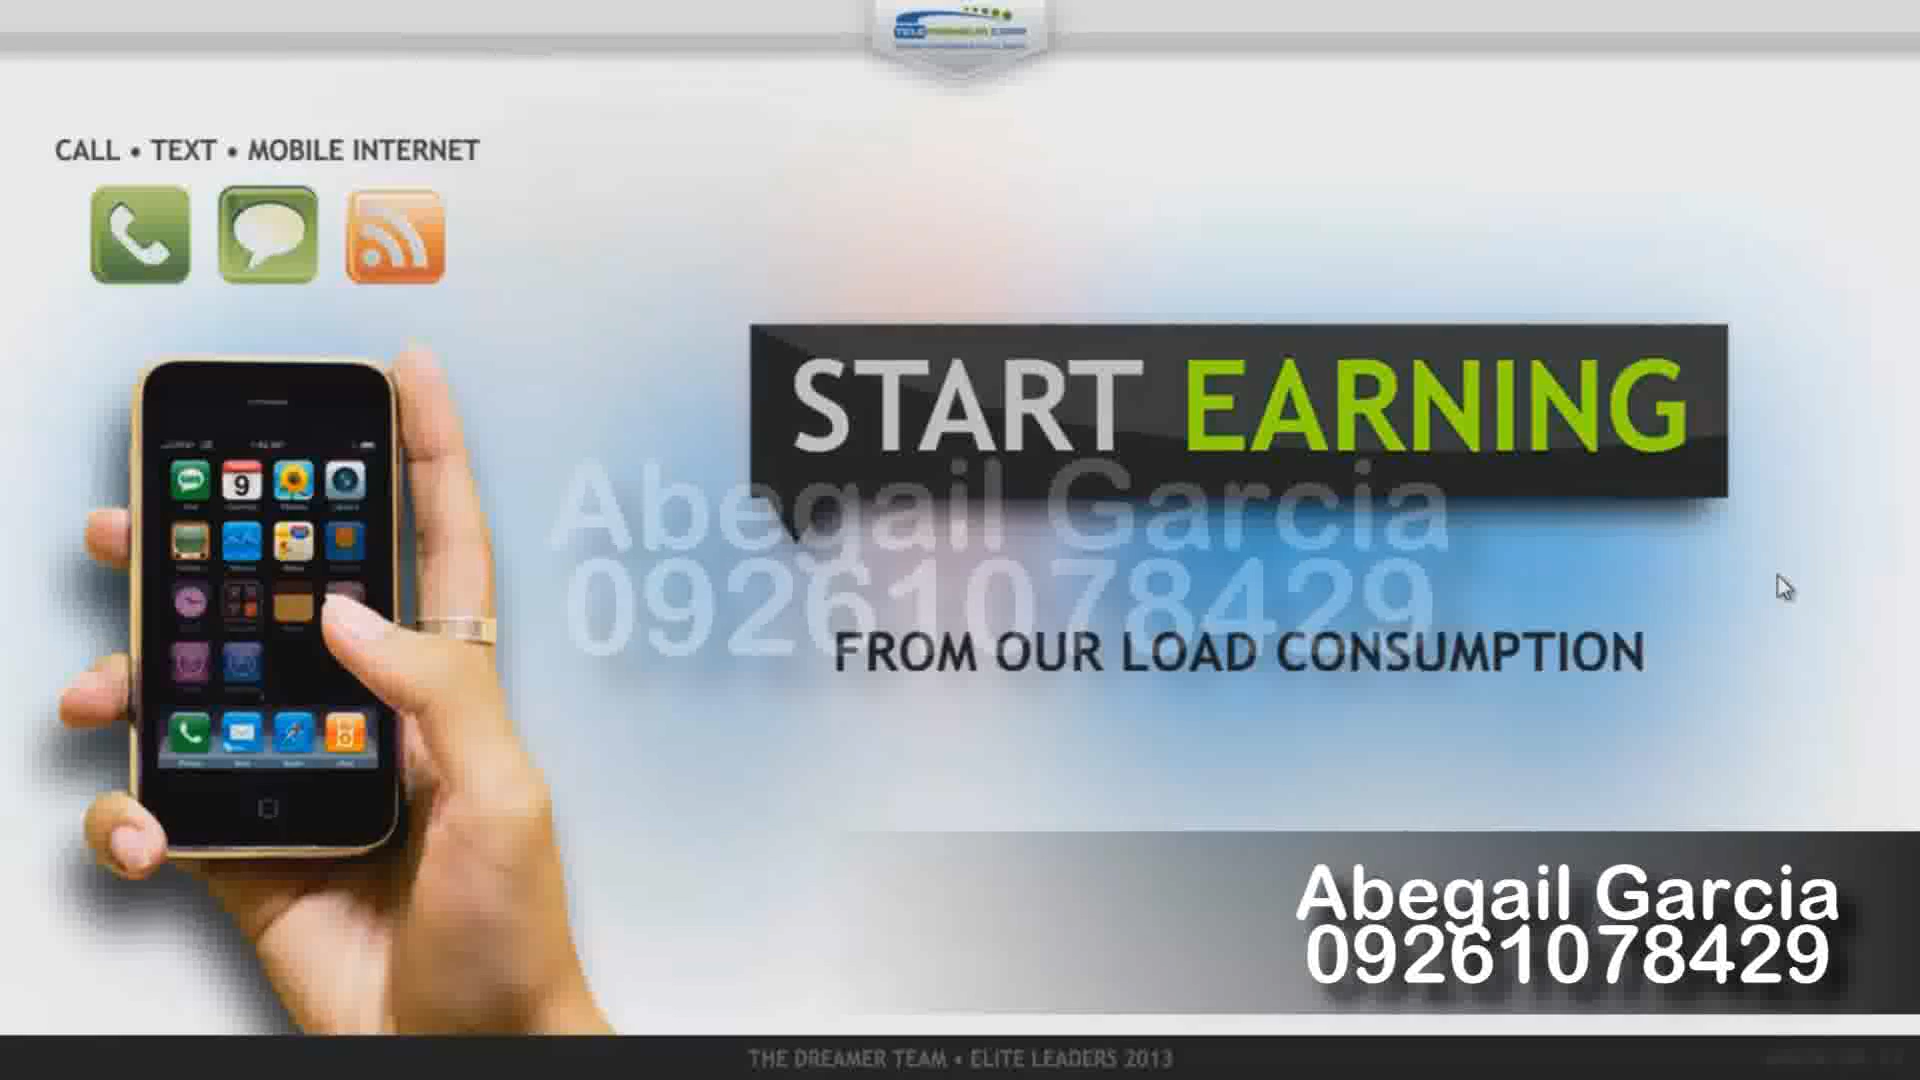 CALL • TEXT • MOBILE INTERNET
START EARNING
Abegail Garcia
09261078429
FROM OUR LOAD CONSUMPTION
Abegail Garcia
09261078429
THE DREAMER TEAM • ELITE LEADERS 2013
9